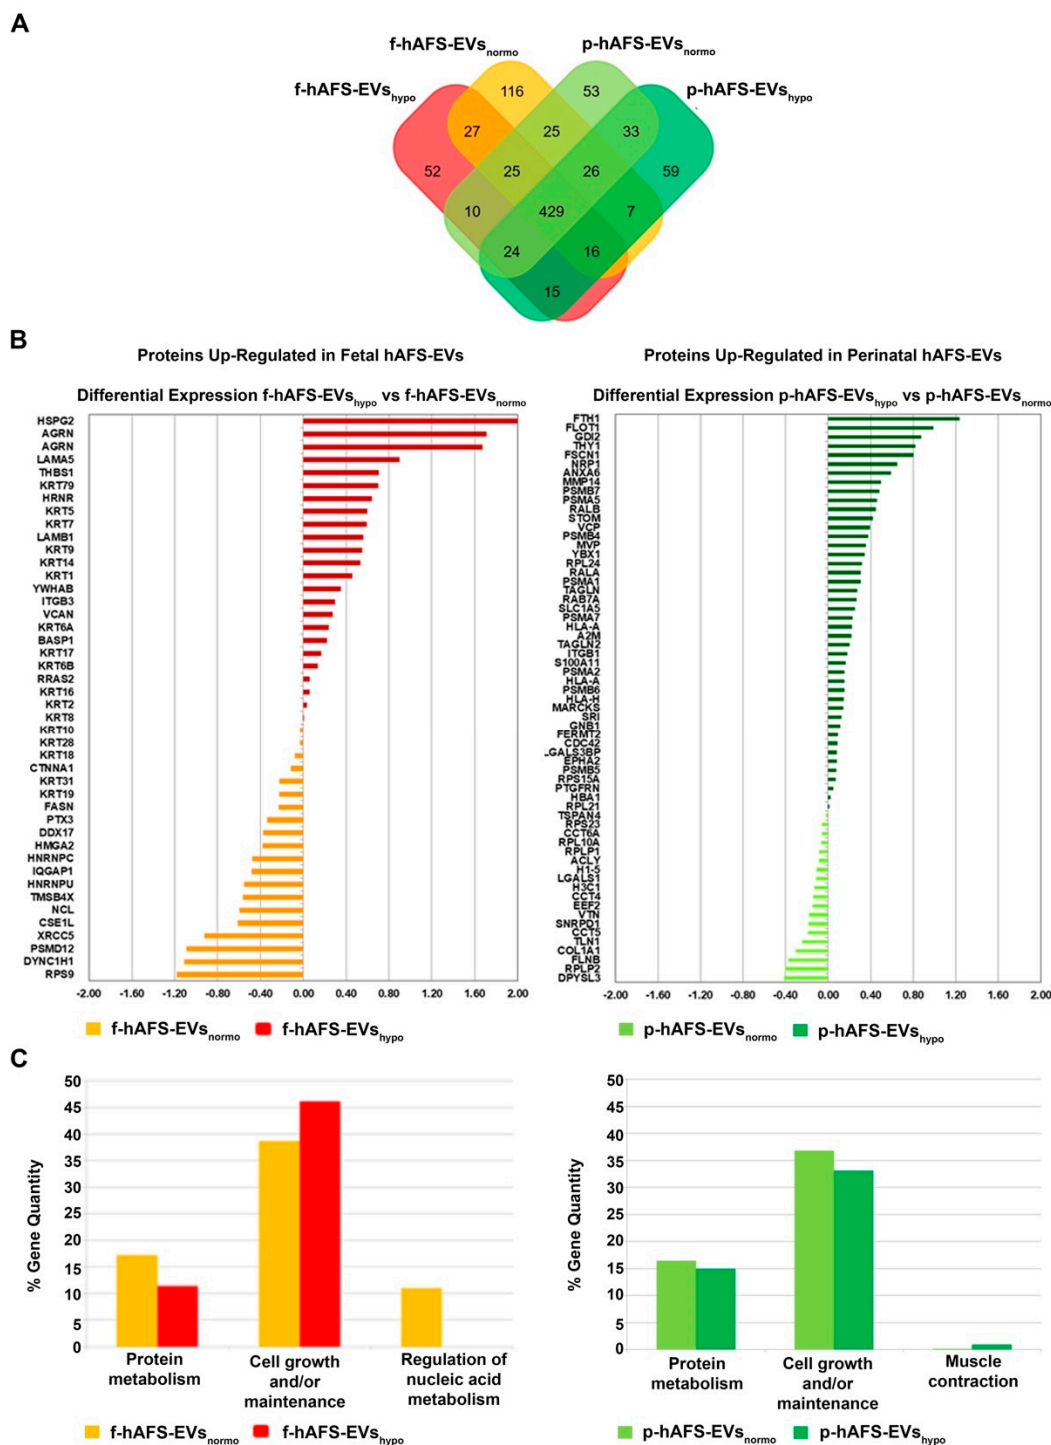 A
f-hAFS-EVsnormo
p-hAFS-EVsnormo
f-hAFS-EVshypo
p-hAFS-EVshypo
116
53
27
25
33
52
25
26
59
10
429
7
24
16
15
B
Proteins Up-Regulated in Fetal hAFS-EVs
Differential Expression f-hAFS-EVshypo vs f-hAFS-EVsnormo
HSPG2
AGRN
AGRN
LAMA5
THBS1
KRT79
HRNR
KRT5
KRT7
LAMB1
KRT9
KRT14
KRT1
YWHAB
ITGB3
VCAN
KRT6A
BASP1
KRT17
KRT6B
RRAS2
KRT16
KRT2
KRT8
KRT10
KRT28
KRT18
CTNNA1
KRT31
KRT19
FASN
PTX3
DDX17
HMGA2
HNRNPC
IQGAP1
HNRNPU
TMSB4X
NCL
CSE1L
XRCC5
PSMD12
DYNC1H1
RPS9
-2.00 -1.60 -1.20 -0.80 -0.40 0.00 0.40 0.80 1.20 1.60 2.00
f-hAFS-EVsnormo f-hAFS-EVshypo
Proteins Up-Regulated in Perinatal hAFS-EVs
Differential Expression p-hAFS-EVshypo vs p-hAFS-EVsnormo
FTH1
FLOT1
GDI2
THY1
FSCN1
NRP1
ANXA6
MMP14
PSMB7
PSMA5
RALB
STOM
VCP
PSMB4
MVP
YBX1
RPL24
RALA
PSMA1
TAGLN
RAB7A
SLC1A5
PSMA7
HLA-A
A2M
TAGLN2
ITGB1
S100A11
PSMA2
HLA-A
PSMB6
HLA-H
MARCKS
SRI
GNB1
FERMT2
CDC42
LGALS3BP
EPHA2
PSMB5
RPS15A
PTGFRN
HBA1
RPL21
TSPAN4
RPS23
CCT6A
RPL10A
RPLP1
ACLY
H1-5
LGALS1
H3C1
CCT4
EEF2
VTN
SNRPD1
CCT5
TLN1
COL1A1
FLNB
RPLP2
DPYSL3
-2.00 -1.60 -1.20 -0.80 -0.40 0.00 0.40 0.80 1.20 1.60 2.00
p-hAFS-EVsnormo p-hAFS-EVshypo
C
% Gene Quantity
50
45
40
35
30
25
20
15
10
5
0
Protein
metabolism
Cell growth
and/or
maintenance
Regulation of
nucleic acid
metabolism
f-hAFS-EVsnormo f-hAFS-EVshypo
% Gene Quantity
50
45
40
35
30
25
20
15
10
5
0
Protein
metabolism
Cell growth
and/or
maintenance
Muscle
contraction
p-hAFS-EVsnormo p-hAFS-EVshypo